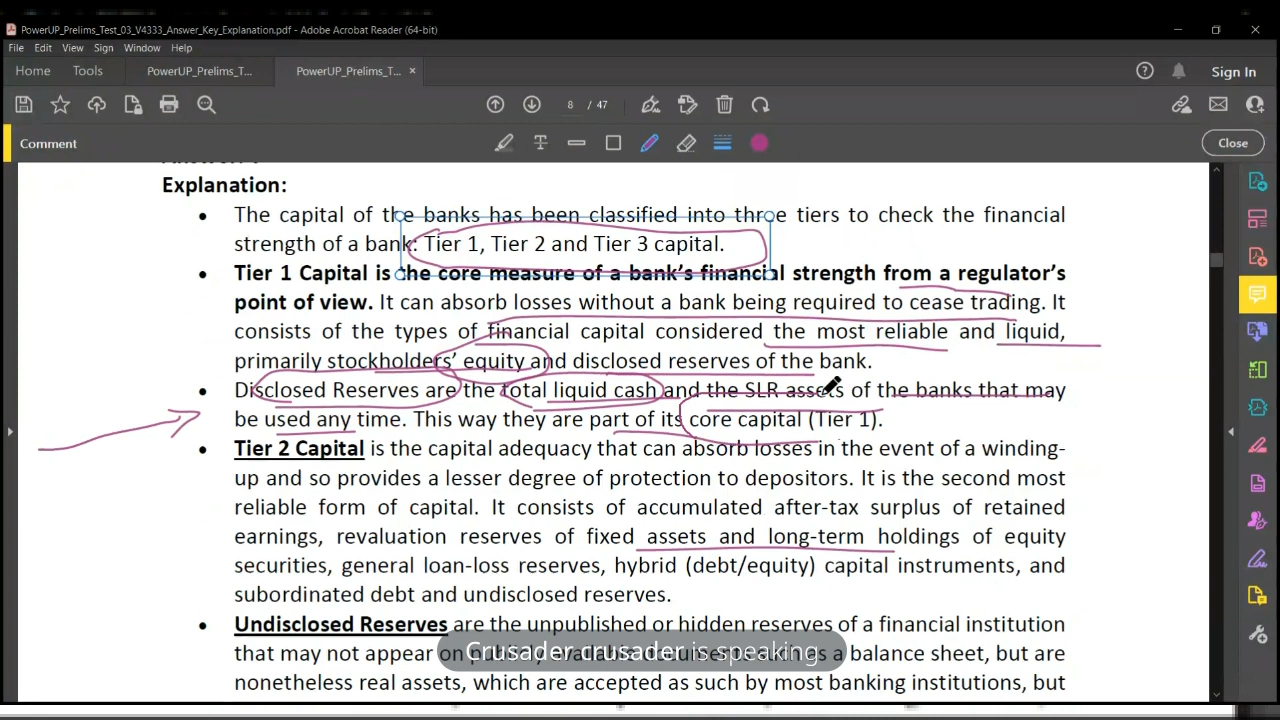 PowerUP_Prelims_Test_03_V4333_Answer_Key_Explanation.pdf - Adobe Acrobat Reader (64-bit)
File Edit View Sign Window Help
Home Tools PowerUP_Prelims_T... PowerUP_Prelims_T... × Sign In
8 / 47
Comment Close
Explanation:
• The capital of the banks has been classified into three tiers to check the financial
strength of a bank: Tier 1, Tier 2 and Tier 3 capital.
• Tier 1 Capital is the core measure of a bank's financial strength from a regulator's
point of view. It can absorb losses without a bank being required to cease trading. It
consists of the types of financial capital considered the most reliable and liquid,
primarily stockholders' equity and disclosed reserves of the bank.
• Disclosed Reserves are the total liquid cash and the SLR assets of the banks that may
be used any time. This way they are part of its core capital (Tier 1).
• Tier 2 Capital is the capital adequacy that can absorb losses in the event of a winding-
up and so provides a lesser degree of protection to depositors. It is the second most
reliable form of capital. It consists of accumulated after-tax surplus of retained
earnings, revaluation reserves of fixed assets and long-term holdings of equity
securities, general loan-loss reserves, hybrid (debt/equity) capital instruments, and
subordinated debt and undisclosed reserves.
• Undisclosed Reserves are the unpublished or hidden reserves of a financial institution
that may not appear on a balance sheet, but are
Crusader crusader is speaking
nonetheless real assets, which are accepted as such by most banking institutions, but